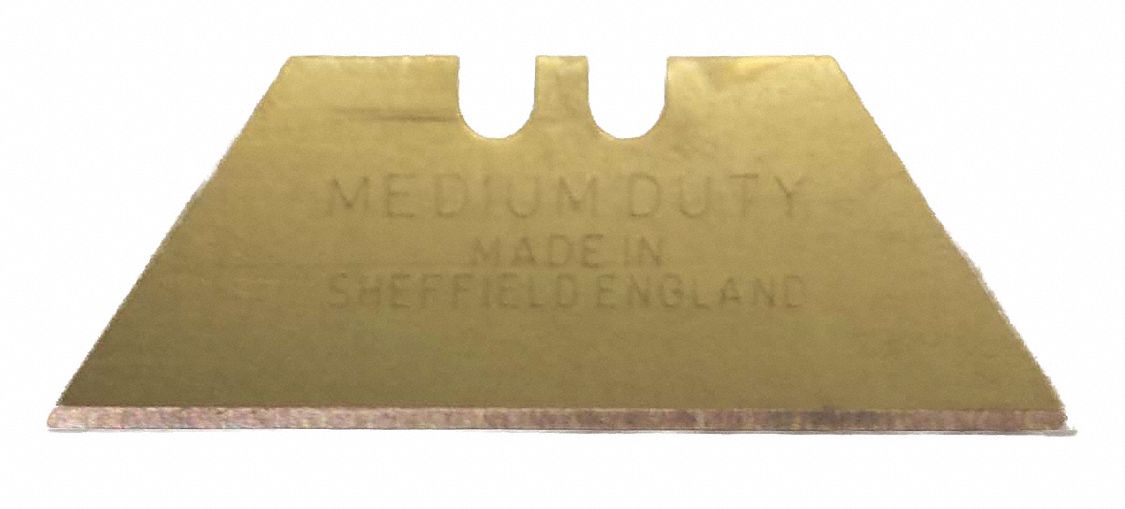 MEDIUM DUTY
MADE IN
SHEFFIELD ENGLAND